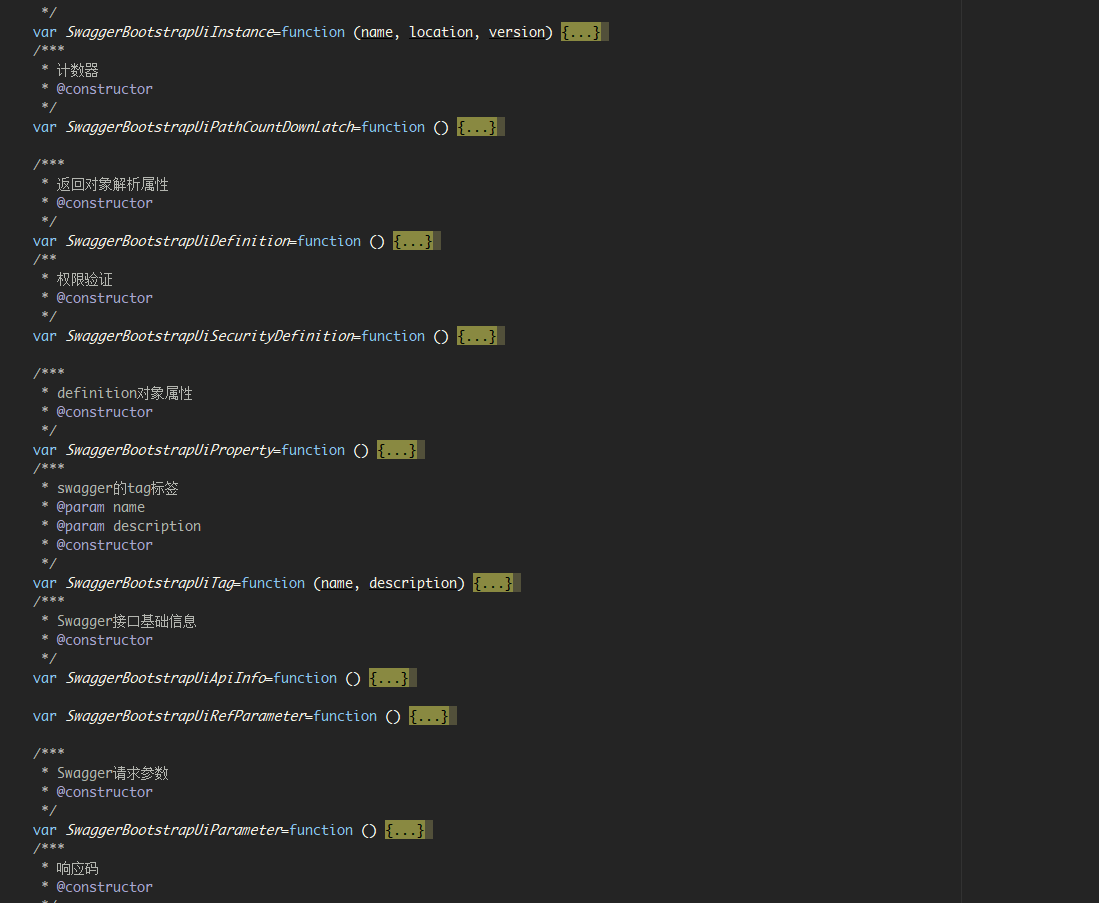 */
var SwaggerBootstrapUiInstance=function (name, location, version) {...}
/***
* 计数器
* @constructor
*/
var SwaggerBootstrapUiPathCountDownLatch=function () {...}
/***
* 返回对象解析属性
* @constructor
*/
var SwaggerBootstrapUiDefinition=function () {...}
/**
* 权限验证
* @constructor
*/
var SwaggerBootstrapUiSecurityDefinition=function () {...}
/***
* definition对象属性
* @constructor
*/
var SwaggerBootstrapUiProperty=function () {...}
/***
* swagger的tag标签
* @param name
* @param description
* @constructor
*/
var SwaggerBootstrapUiTag=function (name, description) {...}
/***
* Swagger接口基础信息
* @constructor
*/
var SwaggerBootstrapUiApiInfo=function () {...}
var SwaggerBootstrapUiRefParameter=function () {...}
/***
* Swagger请求参数
* @constructor
*/
var SwaggerBootstrapUiParameter=function () {...}
/***
* 响应码
* @constructor
*/